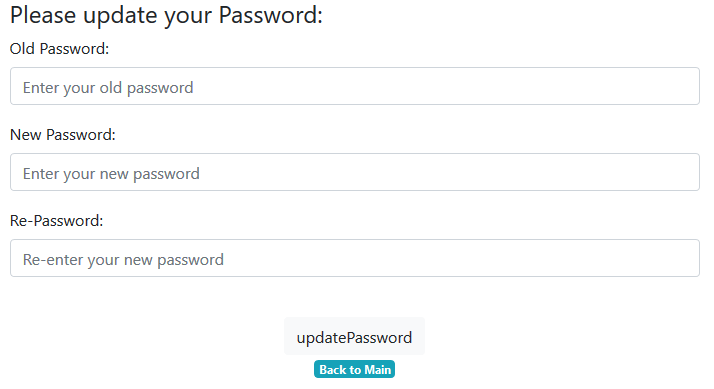 Please update your Password:
Old Password:
Enter your old password
New Password:
Enter your new password
Re-Password:
Re-enter your new password
updatePassword
Back to Main